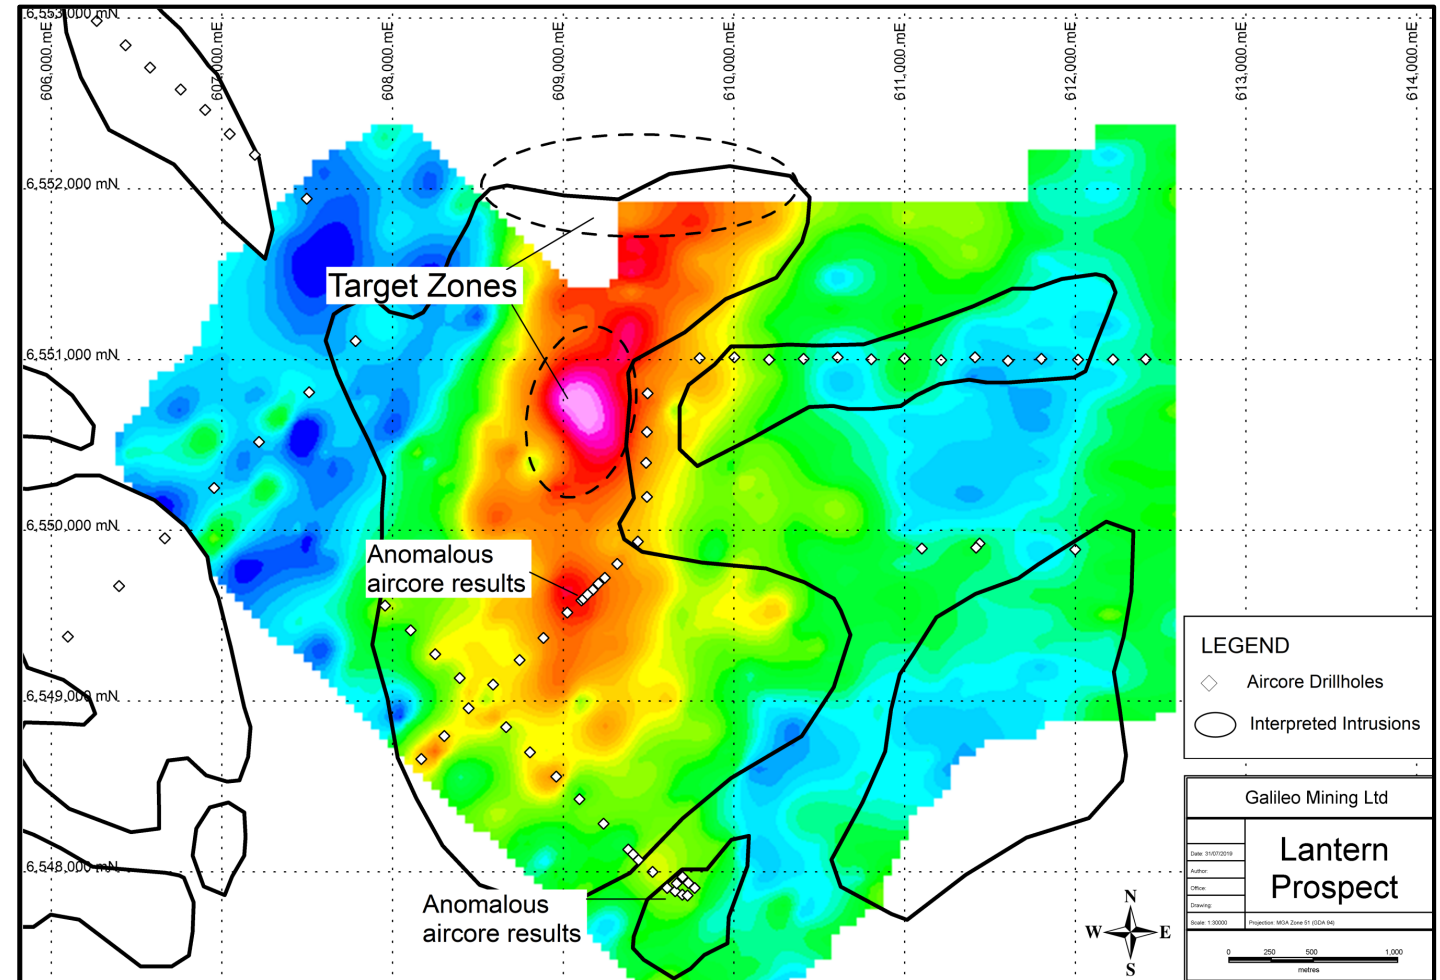 6,553,000 mN
606,000.mE
607,000.mE
608,000.mE
609,000.mE
610,000.mE
611,000.mE
612,000.mE
613,000.mE
614,000.mE
6,552,000 mN
Target Zones
6,551,000 mN
6,550,000 mN
Anomalous
aircore results
6,549,000 mN
6,548,000 mN
Anomalous
aircore results
LEGEND
Aircore Drillholes
Interpreted Intrusions
Galileo Mining Ltd
Lantern
Prospect
Date: 31/07/2019
Author:
Office:
Drawing:
Scale: 1:30000
Projection: MGA Zone 51 (GDA 94)
0 250 500 1,000
metres
N
W E
S